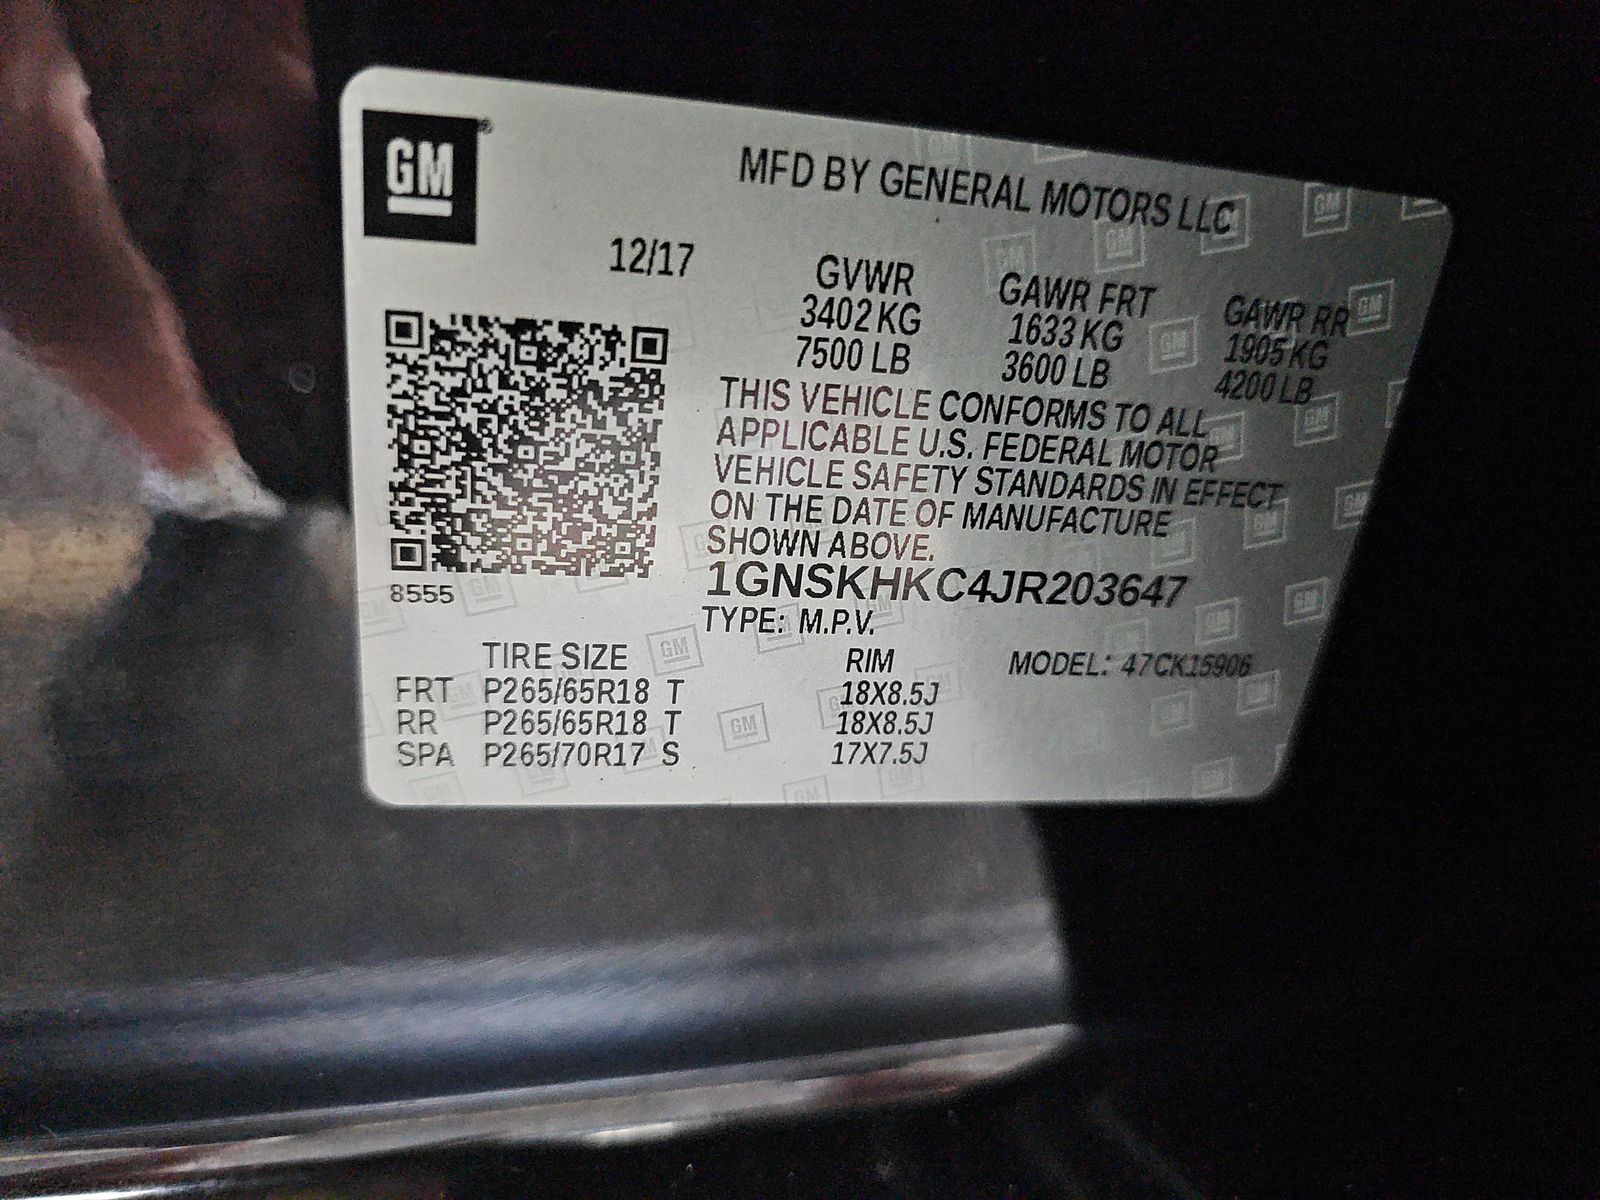 GM
MFD BY GENERAL MOTORS LLC
12/17
GVWR GAWR FRT GAWR RR
3402 KG 1633 KG 1905 KG
7500 LB 3600 LB 4200 LB
THIS VEHICLE CONFORMS TO ALL
APPLICABLE U.S. FEDERAL MOTOR
VEHICLE SAFETY STANDARDS IN EFFECT
ON THE DATE OF MANUFACTURE
SHOWN ABOVE.
8555
1GNSKHKC4JR203647
TYPE: M.P.V.
TIRE SIZE RIM MODEL: 47CK15906
FRT P265/65R18 T 18X8.5J
RR P265/65R18 T 18X8.5J
SPA P265/70R17 S 17X7.5J